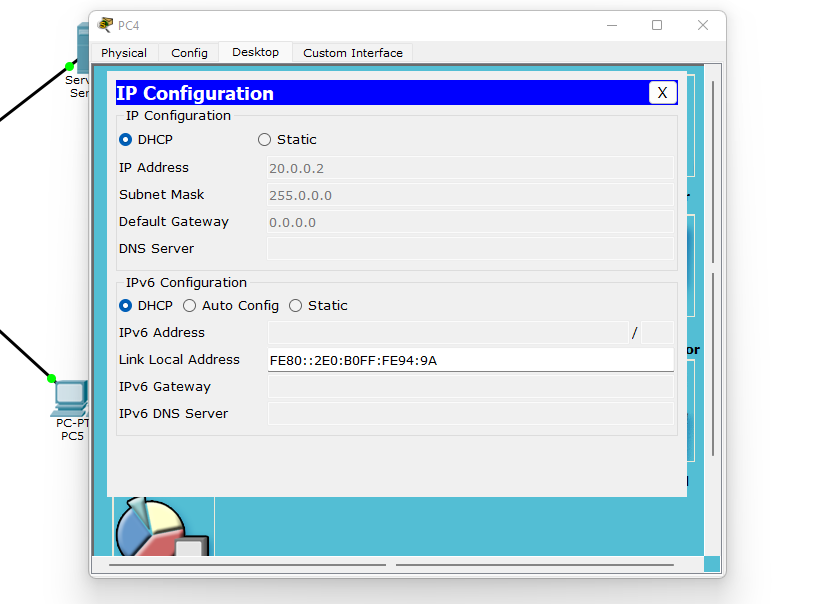 PC4
Physical Config Desktop Custom Interface
IP Configuration X
IP Configuration
DHCP Static
IP Address 20.0.0.2
Subnet Mask 255.0.0.0
Default Gateway 0.0.0.0
DNS Server
IPv6 Configuration
DHCP Auto Config Static
IPv6 Address /
Link Local Address FE80::2E0:B0FF:FE94:9A
IPv6 Gateway
IPv6 DNS Server
Serv
Ser
PC-PT
PC5
or